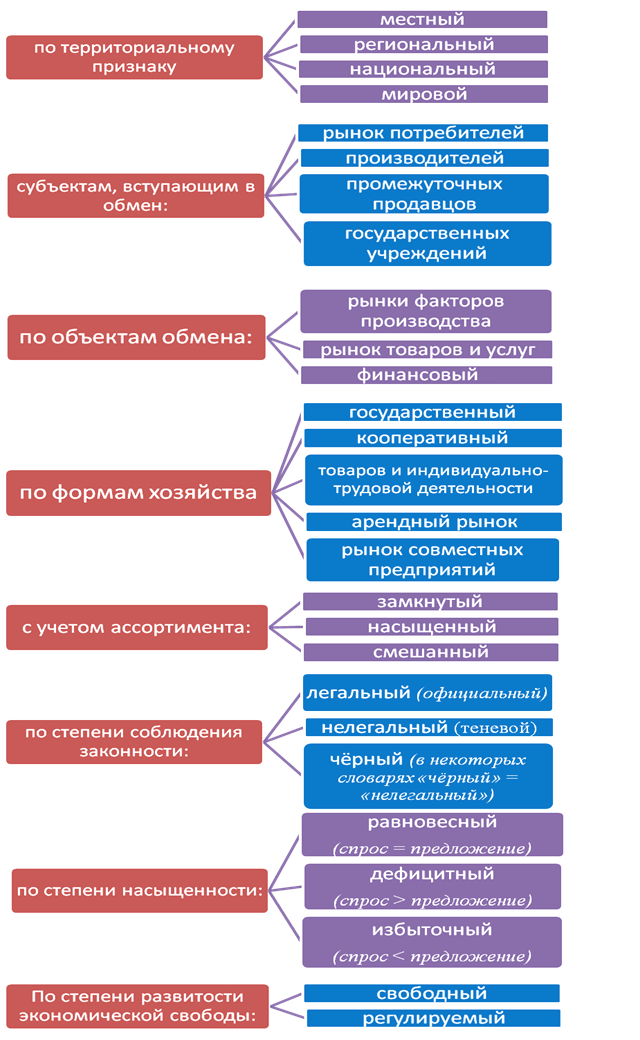 по территориальному
признаку
местный
региональный
национальный
мировой
субъектам, вступающим в
обмен:
рынок потребителей
производителей
промежуточных
продавцов
государственных
учреждений
по объектам обмена:
рынки факторов
производства
рынок товаров и услуг
финансовый
по формам хозяйства
государственный
кооперативный
товаров и индивидуально-
трудовой деятельности
арендный рынок
рынок совместных
предприятий
с учетом ассортимента:
замкнутый
насыщенный
смешанный
по степени соблюдения
законности:
легальный (официальный)
нелегальный (теневой)
чёрный (в некоторых
словарях «чёрный» =
«нелегальный»)
по степени насыщенности:
равновесный
(спрос = предложение)
дефицитный
(спрос > предложение)
избыточный
(спрос < предложение)
По степени развитости
экономической свободы:
свободный
регулируемый